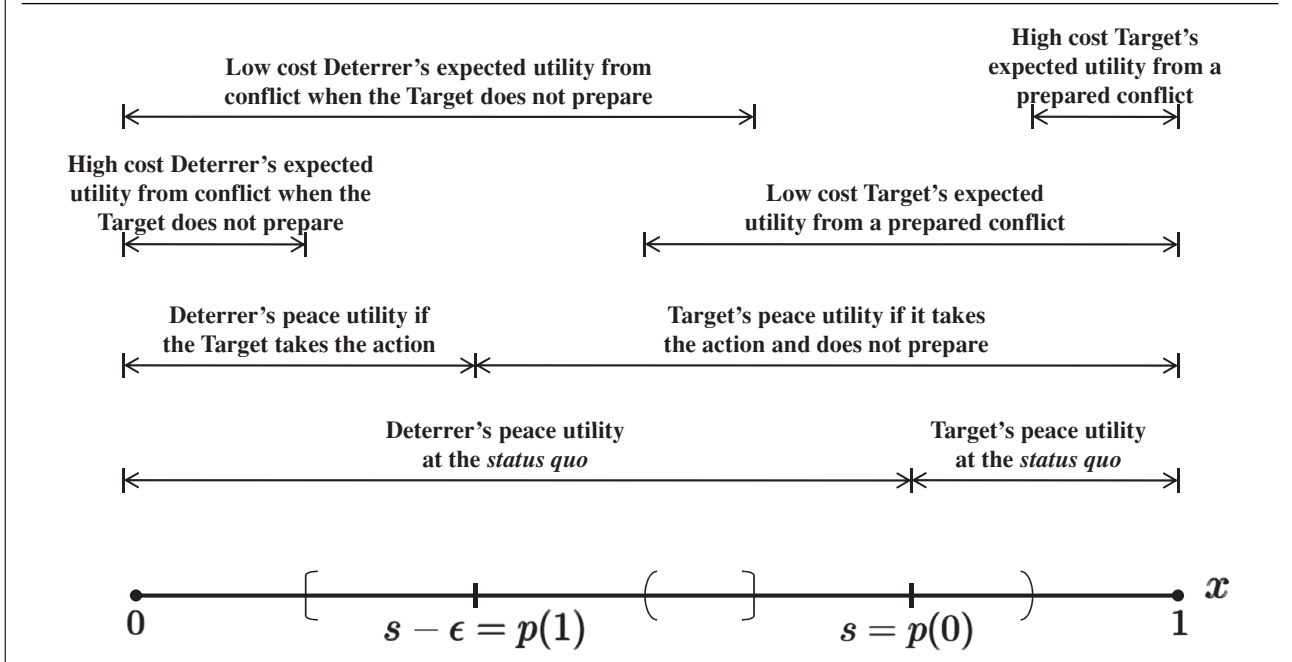 High cost Target's
expected utility from a
prepared conflict
Low cost Deterrer's expected utility from
conflict when the Target does not prepare
High cost Deterrer's expected
utility from conflict when the
Target does not prepare
Low cost Target's expected
utility from a prepared conflict
Deterrer's peace utility if
the Target takes the action
Target's peace utility if it takes
the action and does not prepare
Deterrer's peace utility
at the status quo
Target's peace utility
at the status quo
x
0
s − ϵ = p(1)
s = p(0)
1